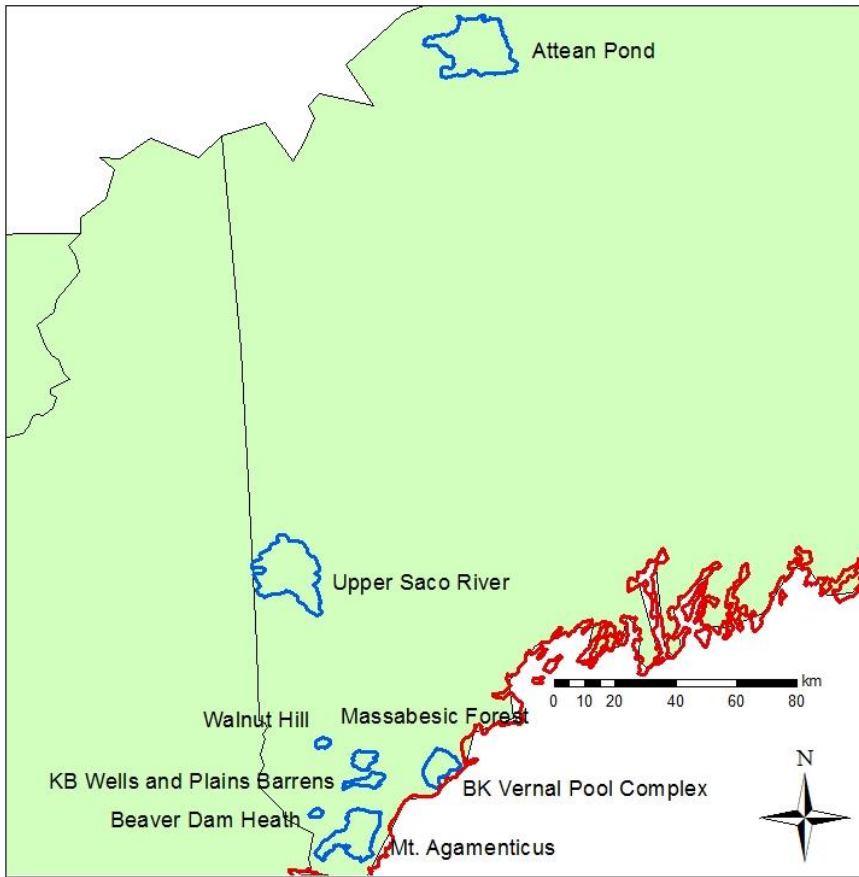 Attean Pond
Upper Saco River
km
0 5 10 20 40 60 80
Walnut Hill
Massabesic Forest
KB Wells and Plains Barrens
BK Vernal Pool Complex
N
Beaver Dam Heath
Mt. Agamenticus